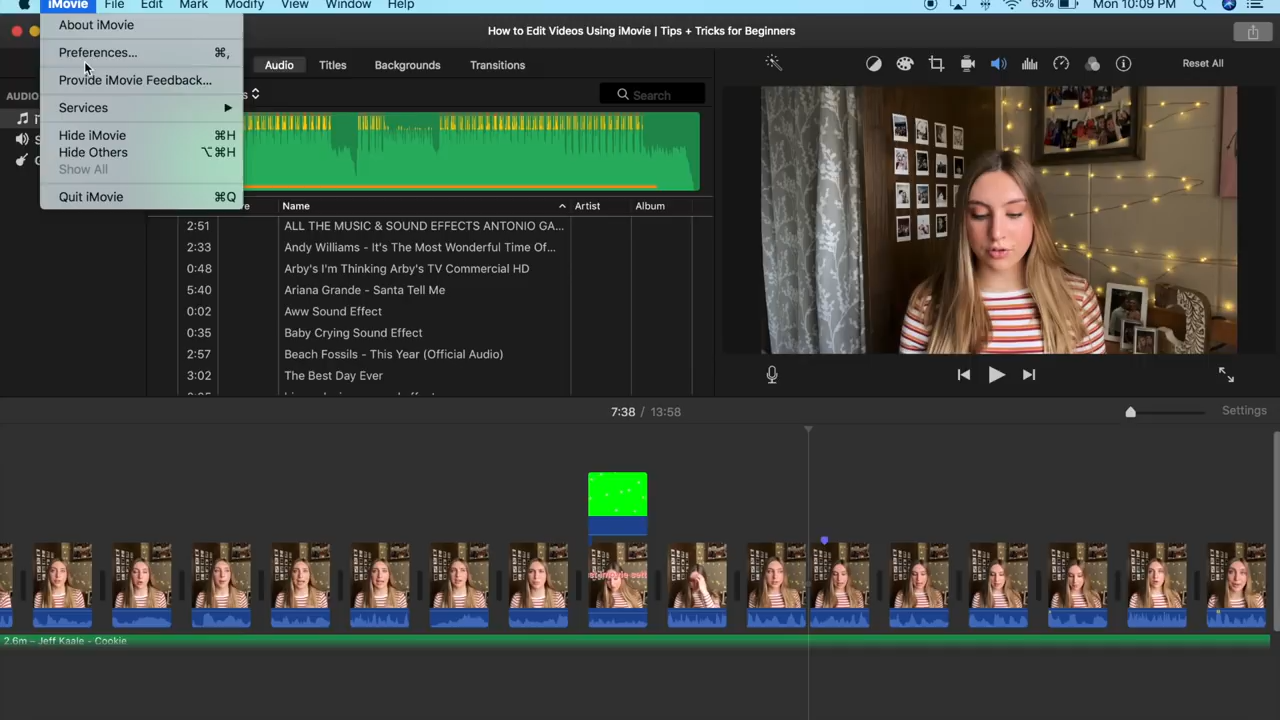 iMovie File Edit Mark Modify View Window Help 63% Mon 10:09 PM
How to Edit Videos Using iMovie | Tips + Tricks for Beginners
About iMovie
Preferences... ⌘,
Provide iMovie Feedback...
Services
Hide iMovie ⌘H
Hide Others ⌥⌘H
Show All
Quit iMovie ⌘Q
Audio Titles Backgrounds Transitions
Reset All
AUDIO
Search
Name Artist Album
2:51 ALL THE MUSIC & SOUND EFFECTS ANTONIO GA...
2:33 Andy Williams - It's The Most Wonderful Time Of...
0:48 Arby's I'm Thinking Arby's TV Commercial HD
5:40 Ariana Grande - Santa Tell Me
0:02 Aww Sound Effect
0:35 Baby Crying Sound Effect
2:57 Beach Fossils - This Year (Official Audio)
3:02 The Best Day Ever
7:38 / 13:58
Settings
2.6m – Jeff Kaale - Cookie